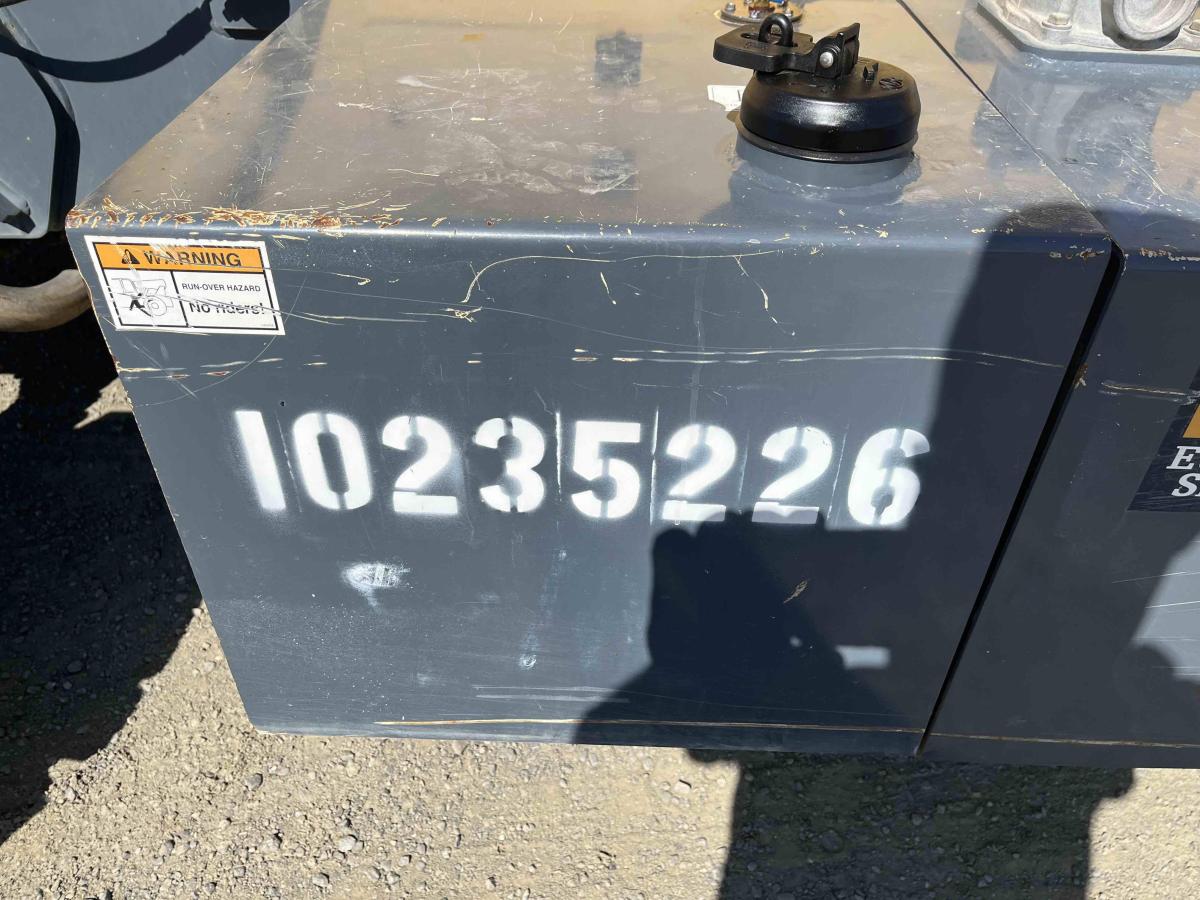 WARNING
RUN-OVER HAZARD
No riders!
10235226
E
S